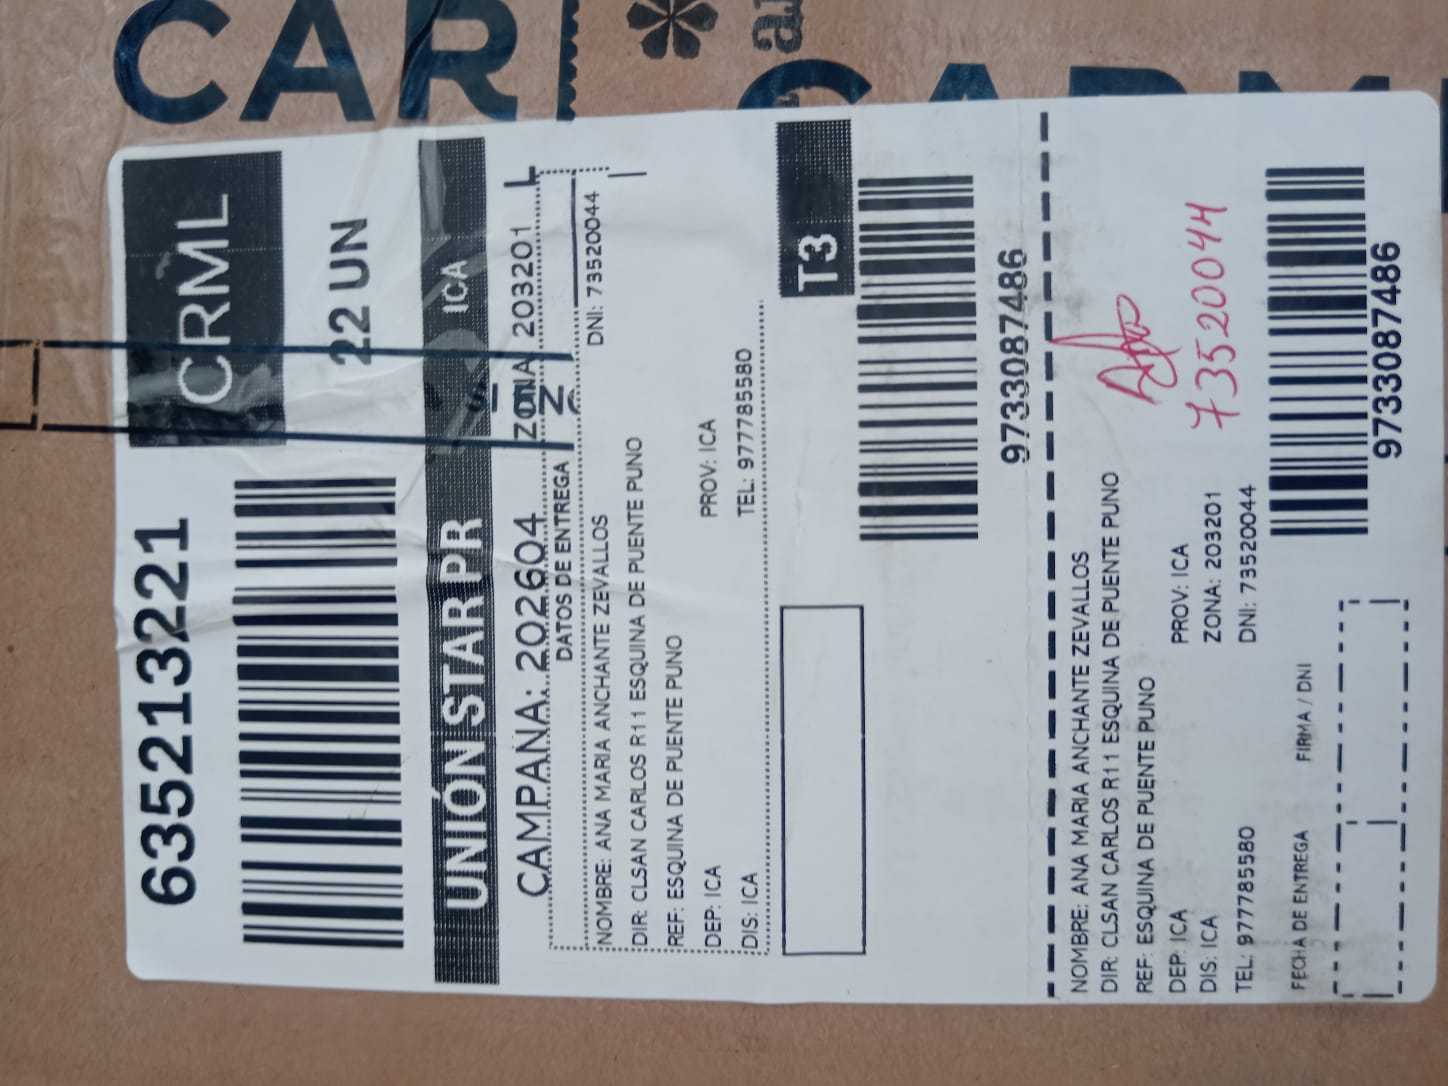 CARM
a
CARM
6352132221
CRML
22 UN
UNIÓN STAR PR
ICA
CAMPAÑA: 202604
ZONA 203201
DATOS DE ENTREGA
NOMBRE: ANA MARIA ANCHANTE ZEVALLOS
DNI: 73520044
DIR: CLSAN CARLOS R11 ESQUINA DE PUENTE PUNO
REF: ESQUINA DE PUENTE PUNO
DEP: ICA
PROV: ICA
DIS: ICA
TEL: 977785580
T3
9733087486
NOMBRE: ANA MARIA ANCHANTE ZEVALLOS
DIR: CLSAN CARLOS R11 ESQUINA DE PUENTE PUNO
REF: ESQUINA DE PUENTE PUNO
DEP: ICA
PROV: ICA
DIS: ICA
ZONA: 203201
TEL: 977785580
DNI: 73520044
73520044
FECHA DE ENTREGA
FIRMA / DNI
9733087486